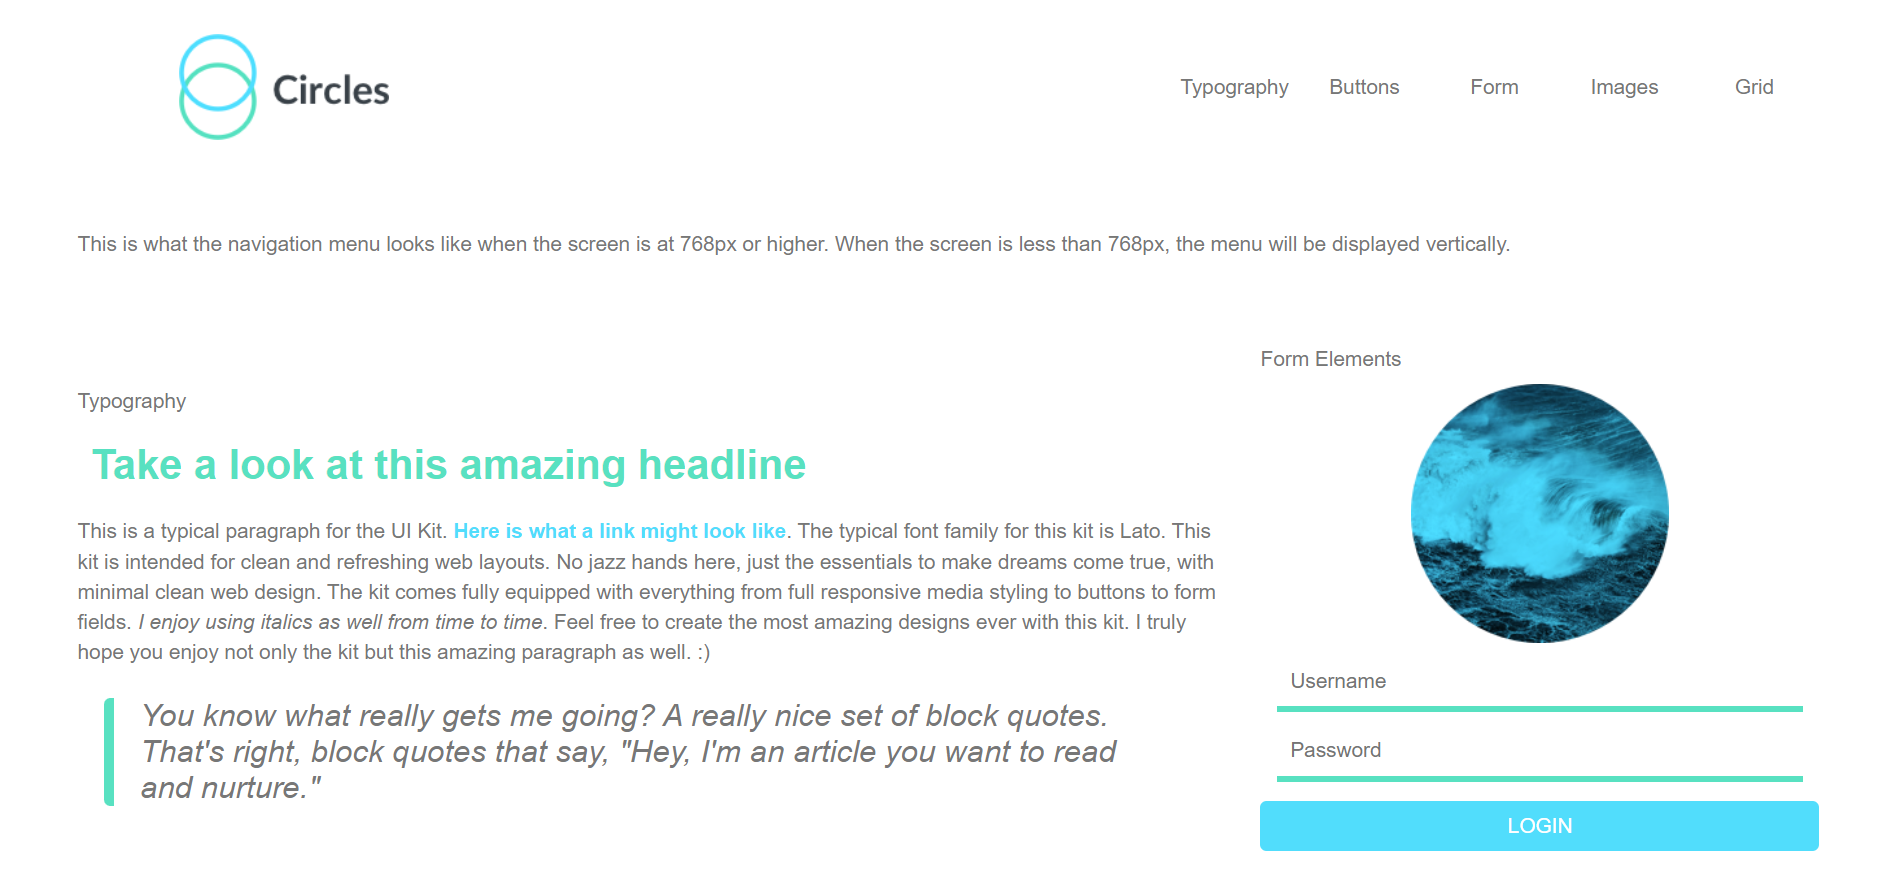 Circles
Typography Buttons Form Images Grid
This is what the navigation menu looks like when the screen is at 768px or higher. When the screen is less than 768px, the menu will be displayed vertically.
Typography
Take a look at this amazing headline
This is a typical paragraph for the UI Kit. Here is what a link might look like. The typical font family for this kit is Lato. This
kit is intended for clean and refreshing web layouts. No jazz hands here, just the essentials to make dreams come true, with
minimal clean web design. The kit comes fully equipped with everything from full responsive media styling to buttons to form
fields. I enjoy using italics as well from time to time. Feel free to create the most amazing designs ever with this kit. I truly
hope you enjoy not only the kit but this amazing paragraph as well. :)
You know what really gets me going? A really nice set of block quotes.
That's right, block quotes that say, "Hey, I'm an article you want to read
and nurture."
Form Elements
Username
Password
LOGIN